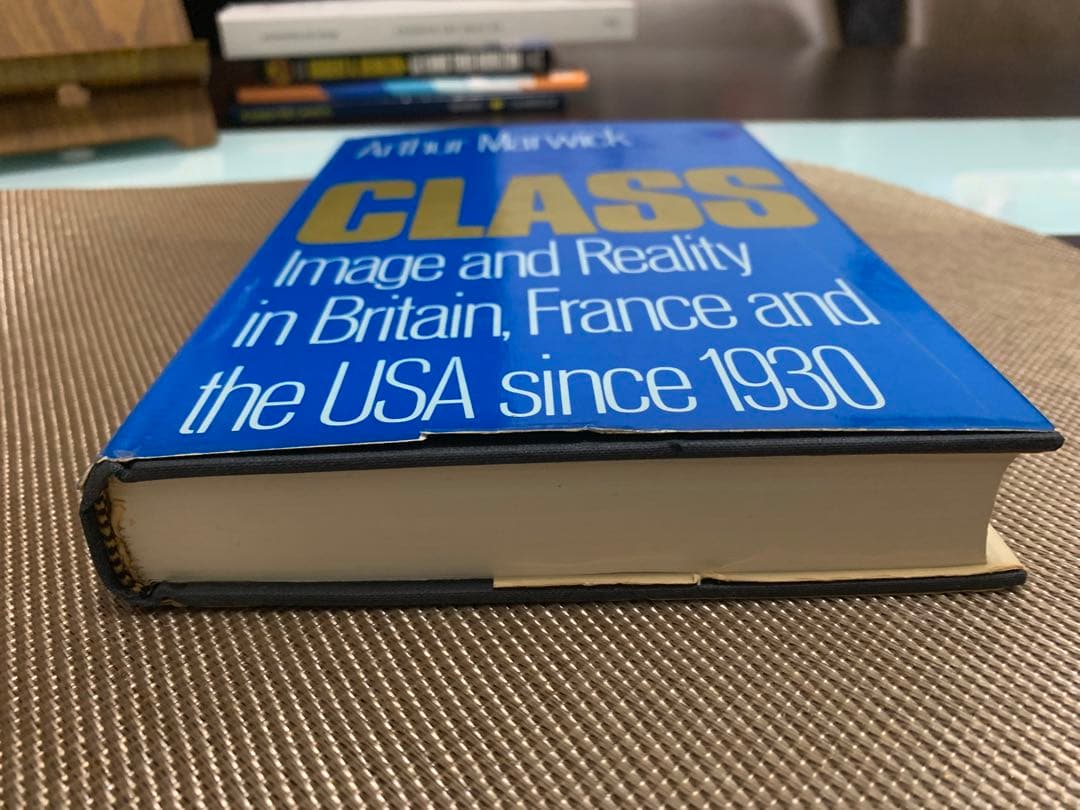 Arthur Marwick
CLASS
Image and Reality
in Britain, France and
the USA since 1930